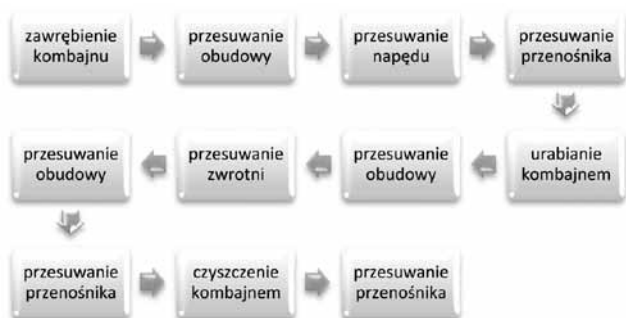 zawrębienie
kombajnu
przesuwanie
obudowy
przesuwanie
napędu
przesuwanie
przenośnika
urabianie
kombajnem
przesuwanie
obudowy
przesuwanie
zwrotni
przesuwanie
obudowy
przesuwanie
przenośnika
czyszczenie
kombajnem
przesuwanie
przenośnika